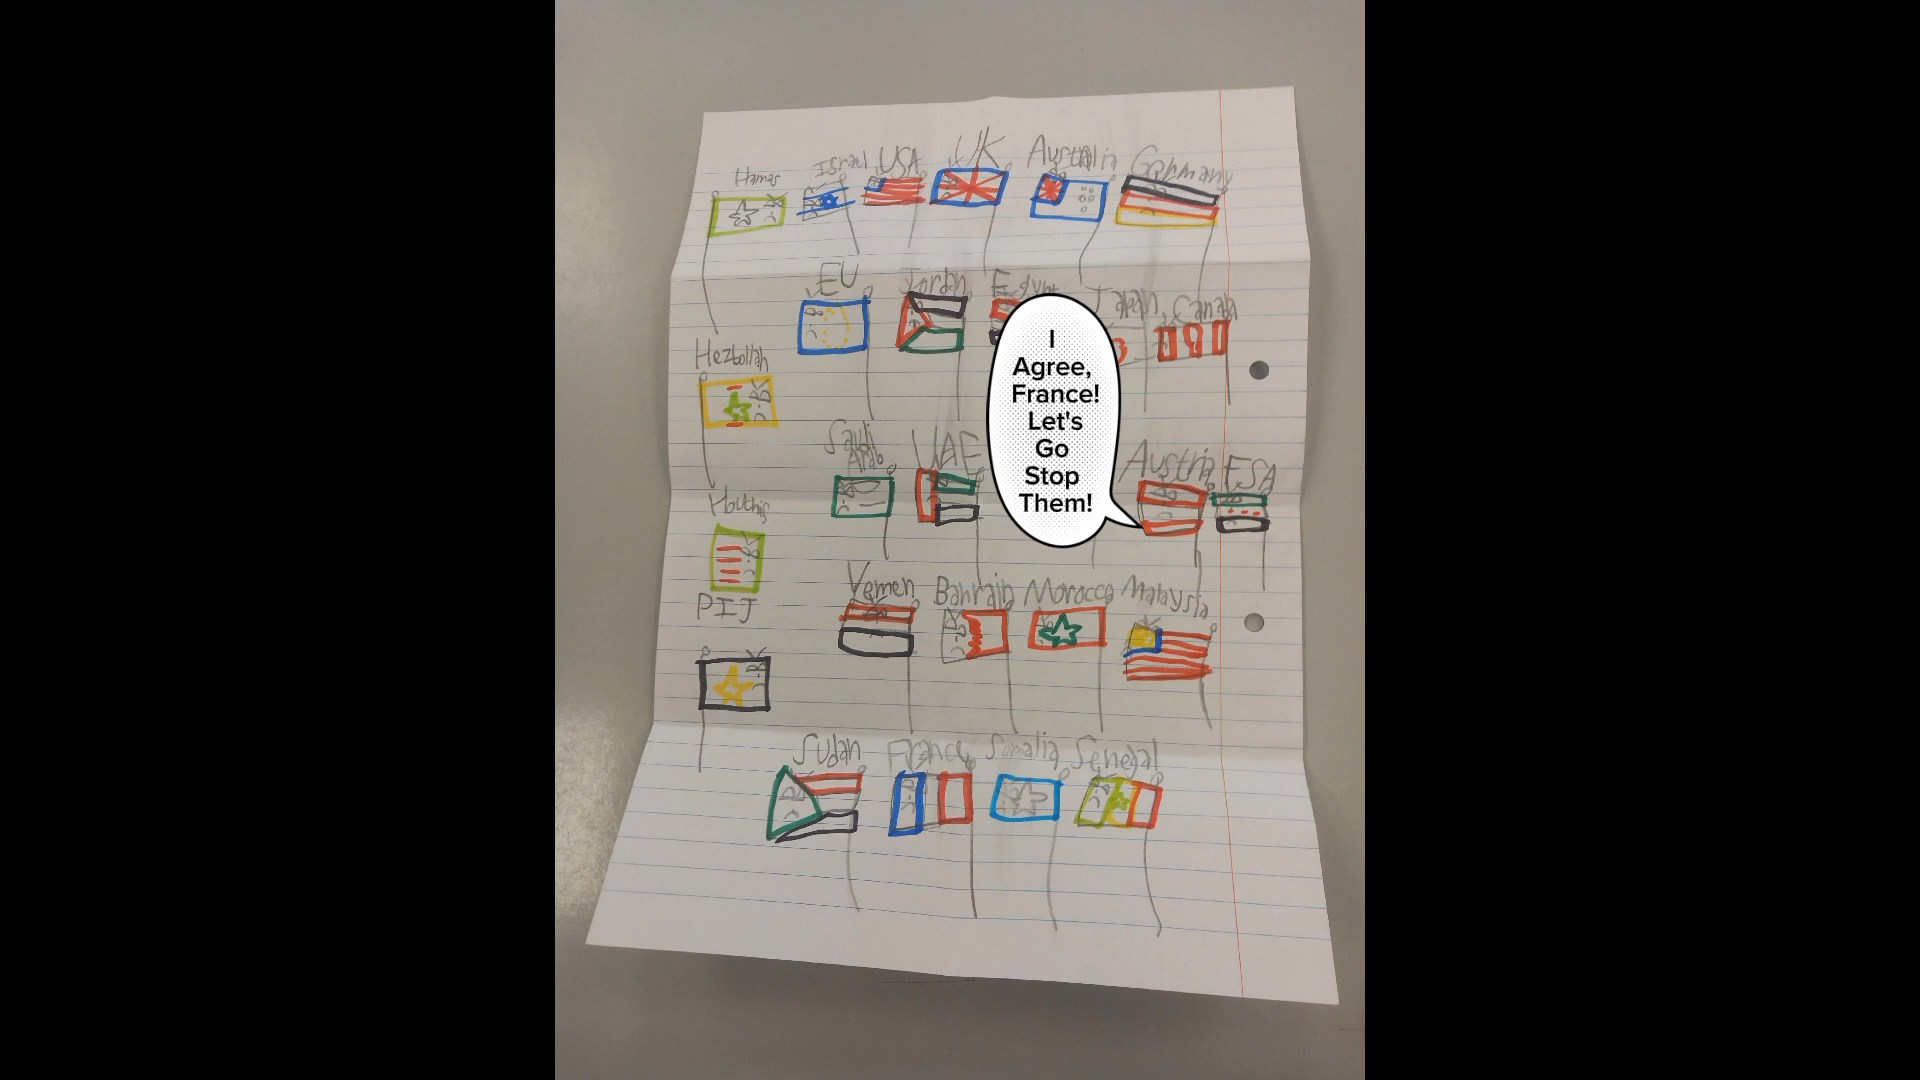 Hamas Israel USA UK Australia Germany
EU Jordan Egypt Japan Canada
I
Agree,
France!
Let's
Go
Stop
Them!
Hezbollah
Saudi
Arab
UAE
Austria FSA
Houthis
Yemen Bahrain Morocco Malaysia
PIJ
Sudan France Somalia Senegal